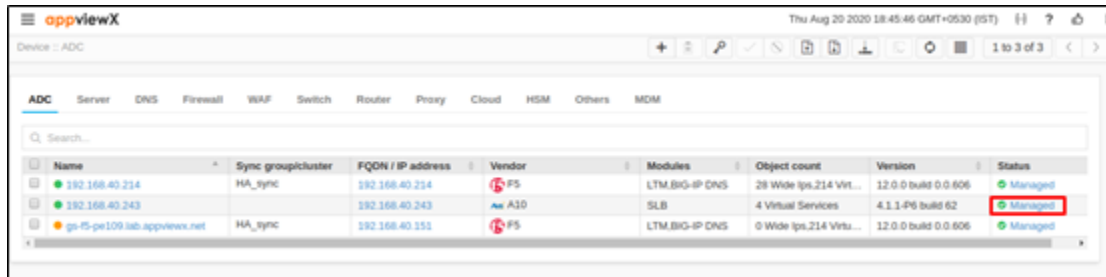 appviewX
Thu Aug 20 2020 18:45:46 GMT+0530 (IST)
Device :: ADC
1 to 3 of 3
ADC Server DNS Firewall WAF Switch Router Proxy Cloud HSM Others MDM
Search...
Name Sync group/cluster FQDN / IP address Vendor Modules Object count Version Status
192.168.40.214 HA_sync 192.168.40.214 F5 LTM,BIG-IP DNS 28 Wide Ips,214 Virt... 12.0.0 build 0.0.606 Managed
192.168.40.243 192.168.40.243 A10 SLB 4 Virtual Services 4.1.1-P6 build 62 Managed
gs-f5-pe109.lab.appviewx.net HA_sync 192.168.40.151 F5 LTM,BIG-IP DNS 0 Wide Ips,214 Virtu... 12.0.0 build 0.0.606 Managed